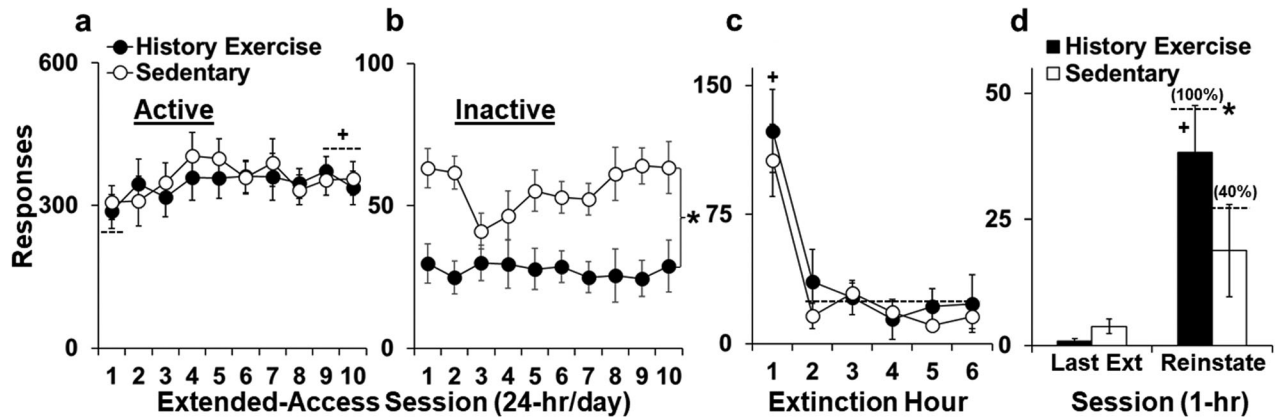 a
History Exercise
Sedentary
600
300
0
Active
+
1 2 3 4 5 6 7 8 9 10
Responses
b
100
50
0
Inactive
*
1 2 3 4 5 6 7 8 9 10
Extended-Access Session (24-hr/day)
c
150
75
0
+
1 2 3 4 5 6
Extinction Hour
d
History Exercise
Sedentary
50
25
0
(100%)
*
+
(40%)
Last Ext Reinstate
Session (1-hr)